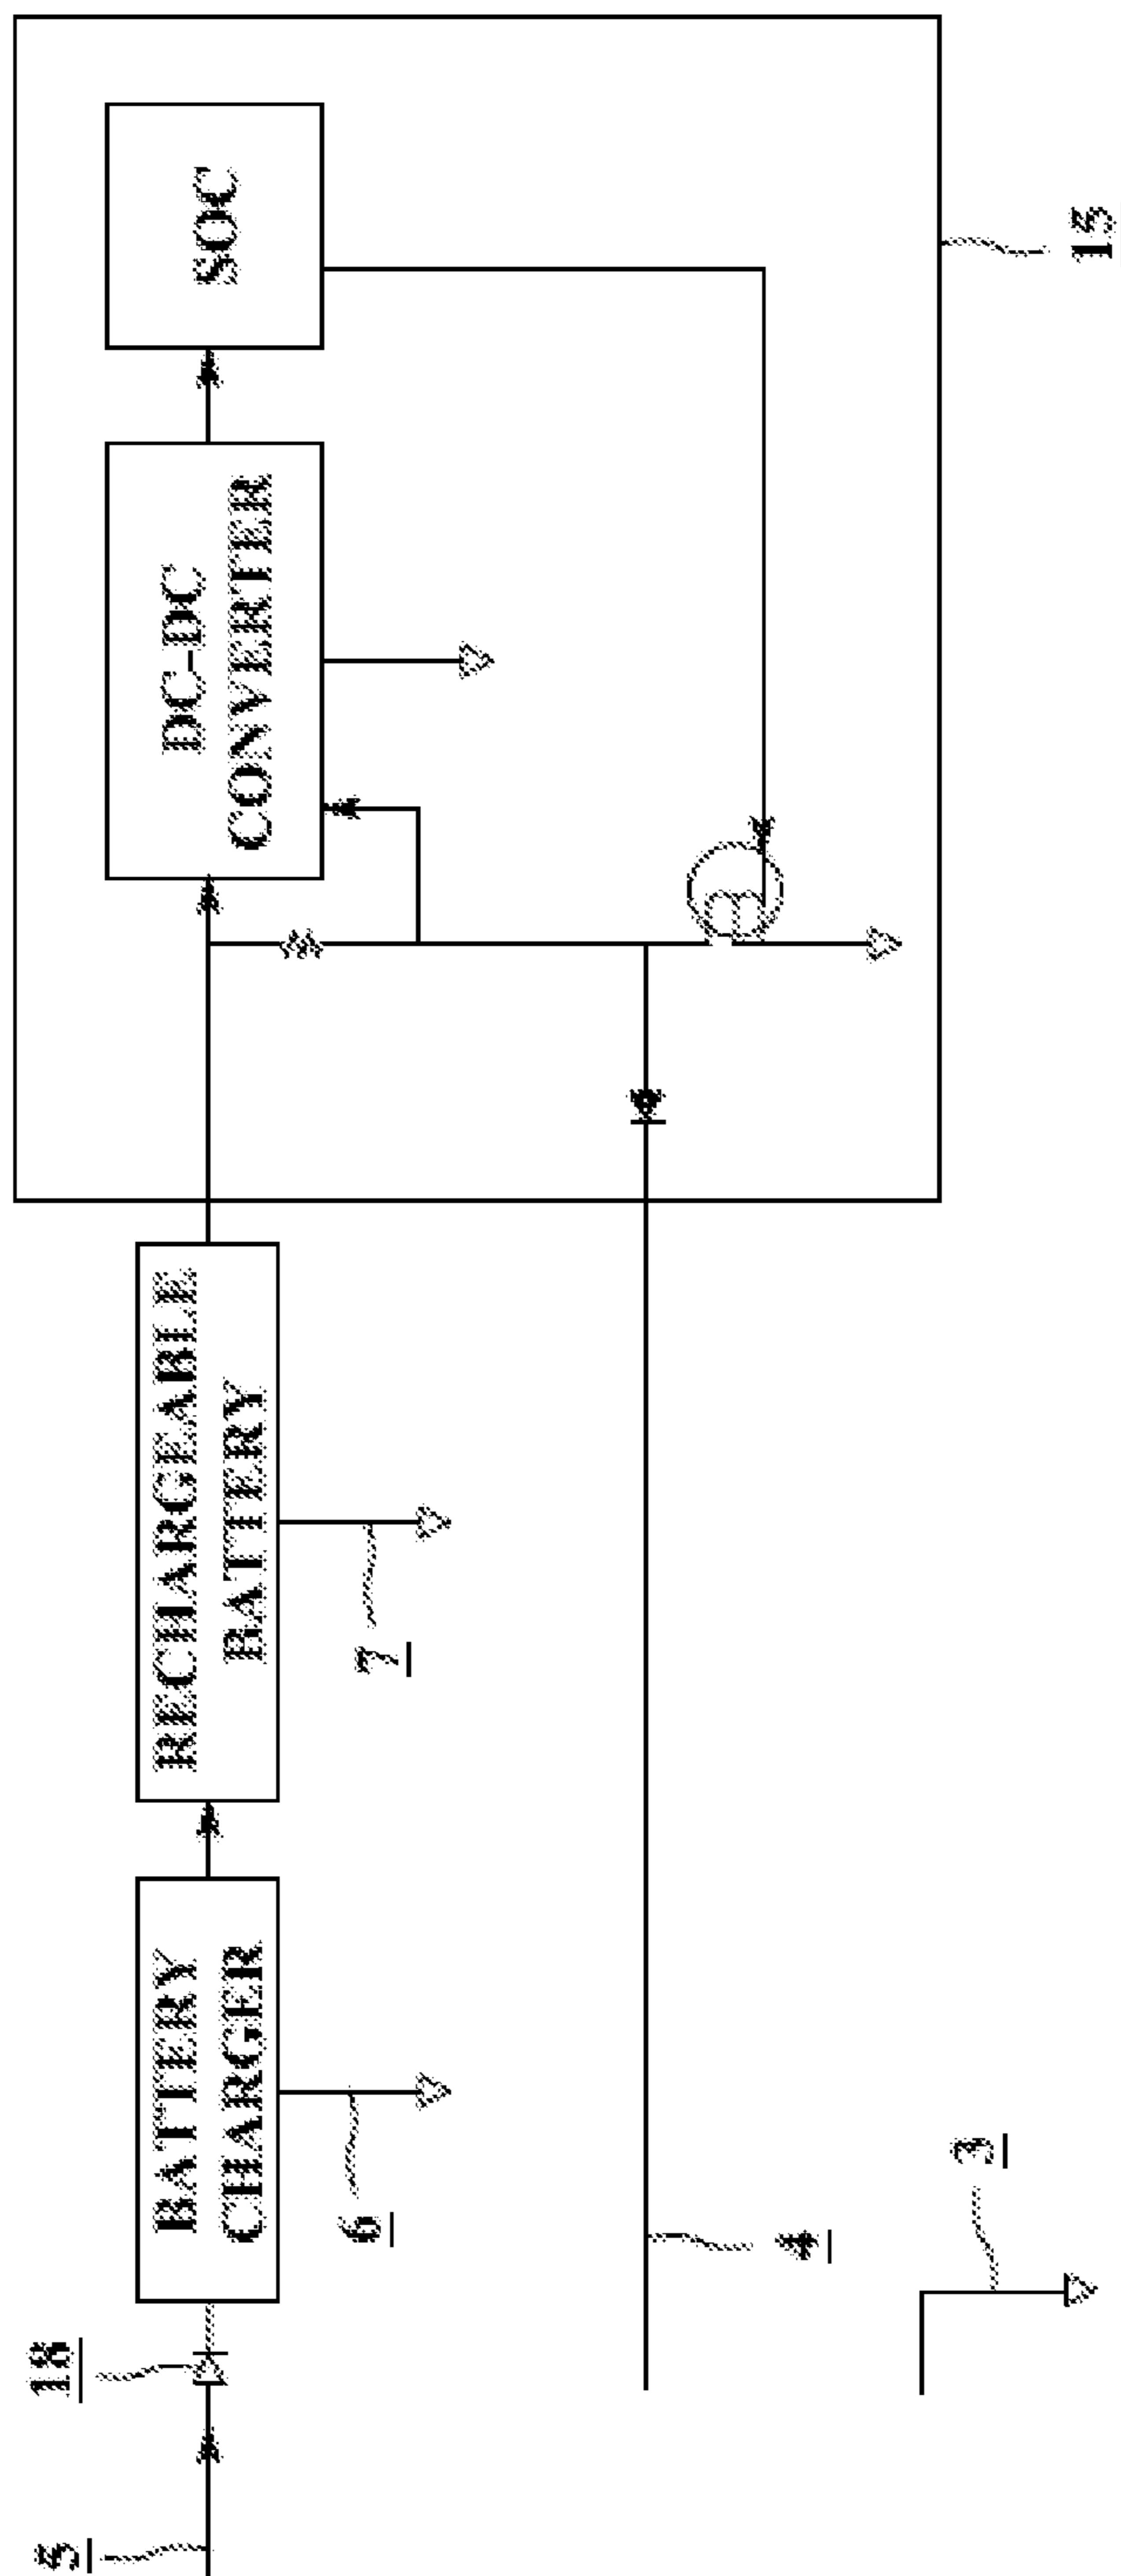 5
18
BATTERY
CHARGER
6
RECHARGEABLE
BATTERY
7
DC-DC
CONVERTER
SOC
15
4
3